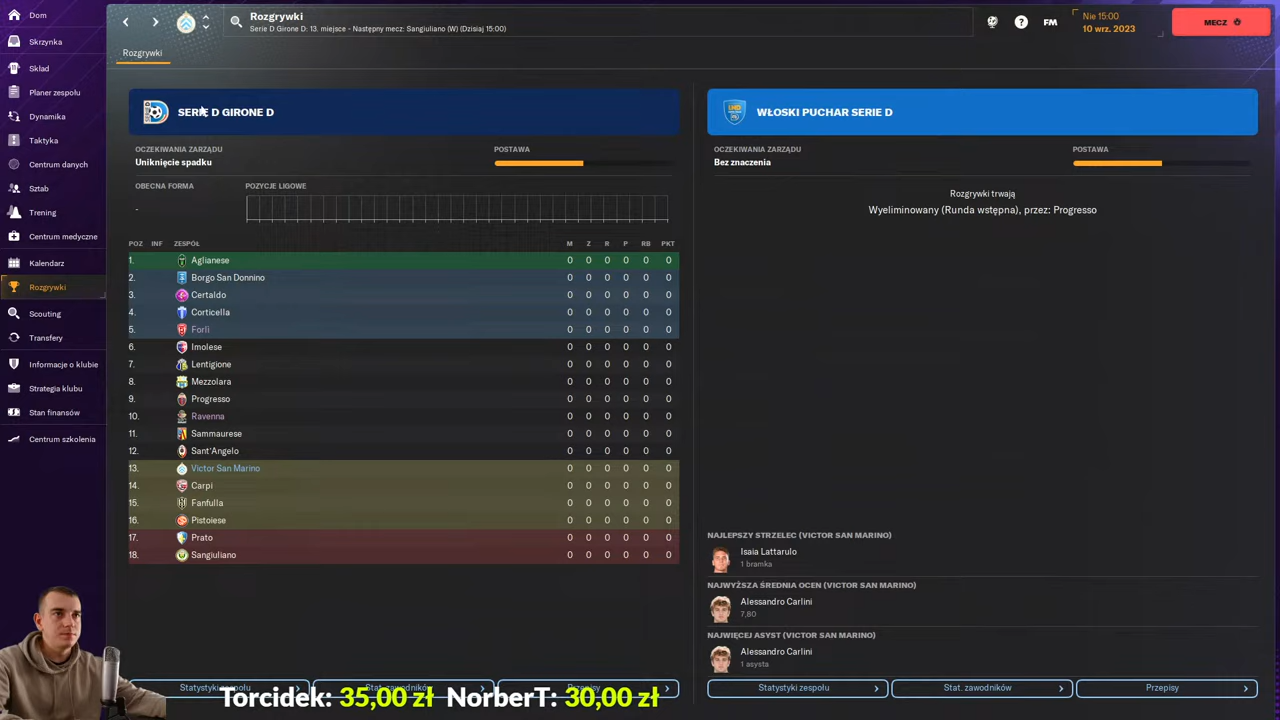 Dom
Skrzynka
Skład
Planer zespołu
Dynamika
Taktyka
Centrum danych
Sztab
Trening
Centrum medyczne
Kalendarz
Rozgrywki
Scouting
Transfery
Informacje o klubie
Strategia klubu
Stan finansów
Centrum szkolenia
Rozgrywki
Serie D Girone D: 13. miejsce - Następny mecz: Sangiuliano (W) (Dzisiaj 15:00)
FM
Nie 15:00
10 wrz. 2023
MECZ
Rozgrywki
SERIE D GIRONE D
OCZEKIWANIA ZARZĄDU
Uniknięcie spadku
POSTAWA
OBECNA FORMA
-
POZYCJE LIGOWE
POZ INF ZESPÓŁ M Z R P RB PKT
1. Aglianese 0 0 0 0 0 0
2. Borgo San Donnino 0 0 0 0 0 0
3. Certaldo 0 0 0 0 0 0
4. Corticella 0 0 0 0 0 0
5. Forlì 0 0 0 0 0 0
6. Imolese 0 0 0 0 0 0
7. Lentigione 0 0 0 0 0 0
8. Mezzolara 0 0 0 0 0 0
9. Progresso 0 0 0 0 0 0
10. Ravenna 0 0 0 0 0 0
11. Sammaurese 0 0 0 0 0 0
12. Sant'Angelo 0 0 0 0 0 0
13. Victor San Marino 0 0 0 0 0 0
14. Carpi 0 0 0 0 0 0
15. Fanfulla 0 0 0 0 0 0
16. Pistoiese 0 0 0 0 0 0
17. Prato 0 0 0 0 0 0
18. Sangiuliano 0 0 0 0 0 0
Statystyki zespołu
Stat. zawodników
Przepisy
WŁOSKI PUCHAR SERIE D
OCZEKIWANIA ZARZĄDU
Bez znaczenia
POSTAWA
Rozgrywki trwają
Wyeliminowany (Runda wstępna), przez: Progresso
NAJLEPSZY STRZELEC (VICTOR SAN MARINO)
Isaia Lattarulo
1 bramka
NAJWYŻSZA ŚREDNIA OCEN (VICTOR SAN MARINO)
Alessandro Carlini
7,80
NAJWIĘCEJ ASYST (VICTOR SAN MARINO)
Alessandro Carlini
1 asysta
Statystyki zespołu
Stat. zawodników
Przepisy
Torcidek: 35,00 zł NorberT: 30,00 zł